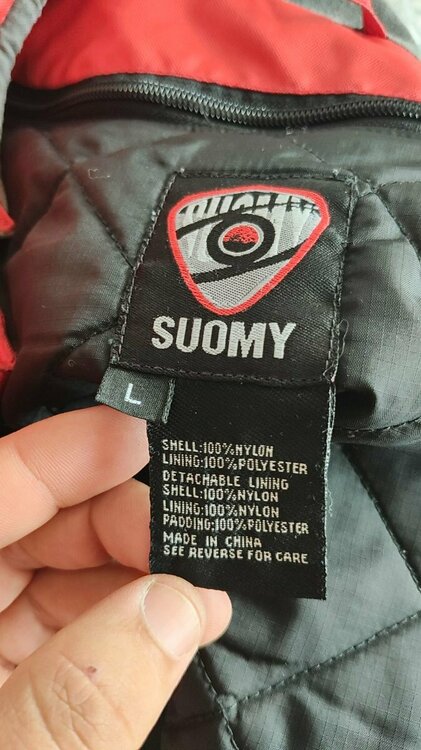 SUOMY
SUOMY
L
SHELL:100%NYLON
LINING:100%POLYESTER
DETACHABLE LINING
SHELL:100%NYLON
LINING:100%NYLON
PADDING:100%POLYESTER
MADE IN CHINA
SEE REVERSE FOR CARE